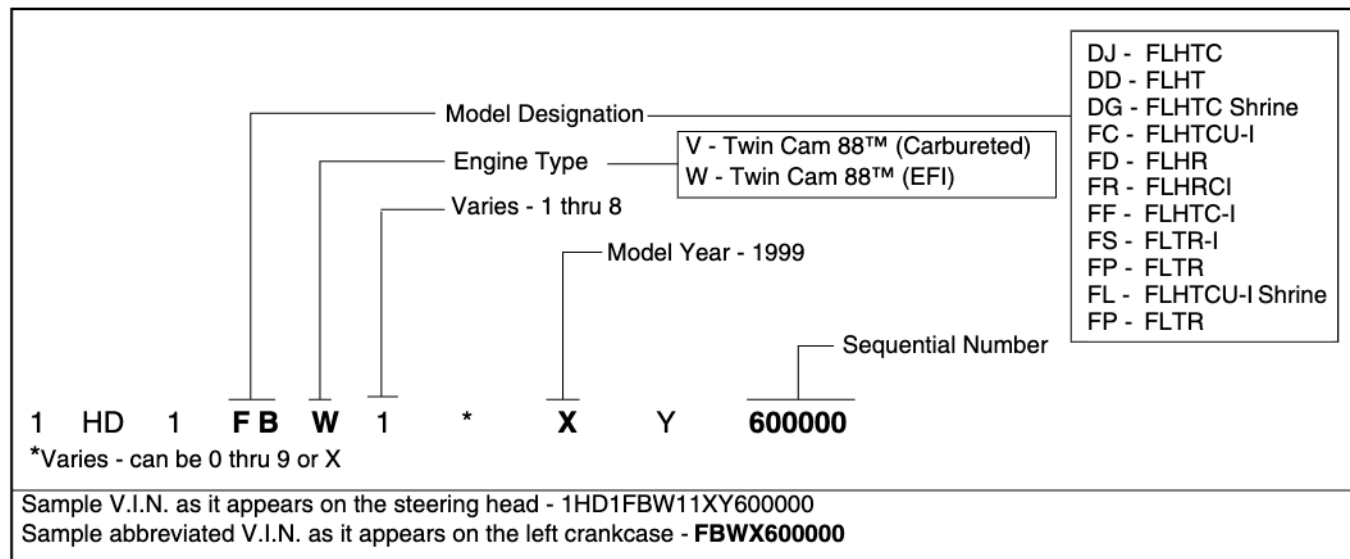 DJ - FLHTC
DD - FLHT
DG - FLHTC Shrine
FC - FLHTCU-I
FD - FLHR
FR - FLHRCI
FF - FLHTC-I
FS - FLTR-I
FP - FLTR
FL - FLHTCU-I Shrine
FP - FLTR
Model Designation
Engine Type
V - Twin Cam 88™ (Carbureted)
W - Twin Cam 88™ (EFI)
Varies - 1 thru 8
Model Year - 1999
Sequential Number
1 HD 1 F B W 1 * X Y 600000
*Varies - can be 0 thru 9 or X
Sample V.I.N. as it appears on the steering head - 1HD1FBW11XY600000
Sample abbreviated V.I.N. as it appears on the left crankcase - FBWX600000